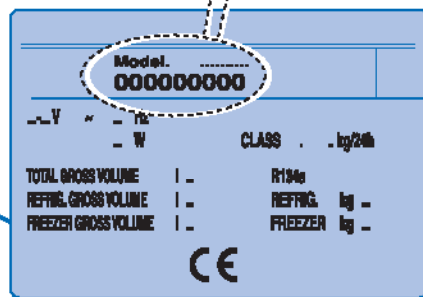 Model. ..........
000000000
_._ V ~ _ Hz
_ W CLASS . _ kg/24h
TOTAL GROSS VOLUME l _ R134a
REFRIG. GROSS VOLUME l _ REFRIG. kg _
FREEZER GROSS VOLUME l _ FREEZER kg _
CE